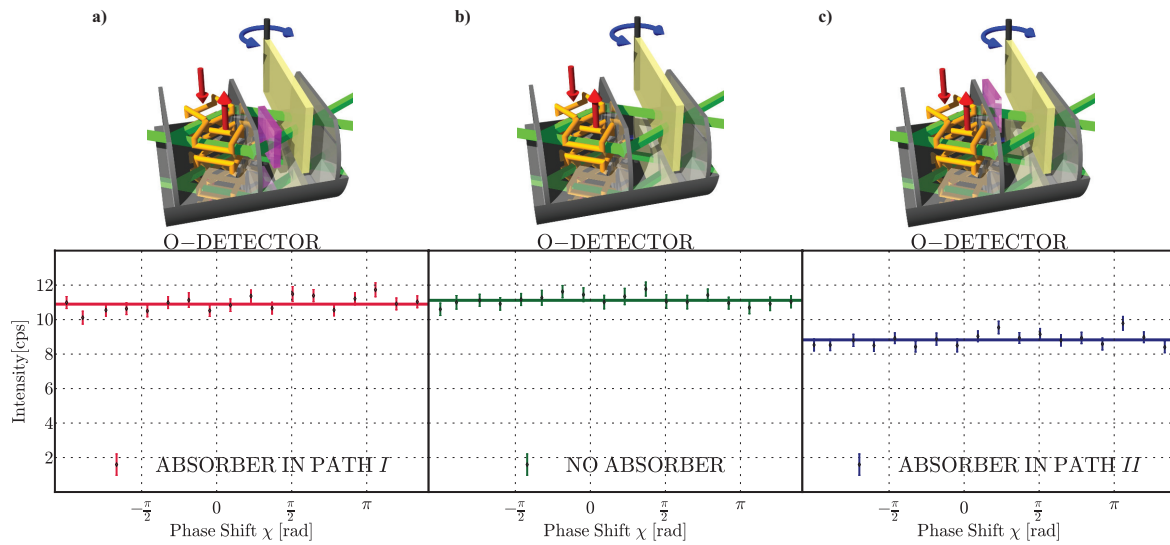 a)
b)
c)
O−DETECTOR
O−DETECTOR
O−DETECTOR
Intensity [cps]
12
10
8
6
4
2
ABSORBER IN PATH I
NO ABSORBER
ABSORBER IN PATH II
−π/2 0 π/2 π
−π/2 0 π/2 π
−π/2 0 π/2 π
Phase Shift χ [rad]
Phase Shift χ [rad]
Phase Shift χ [rad]